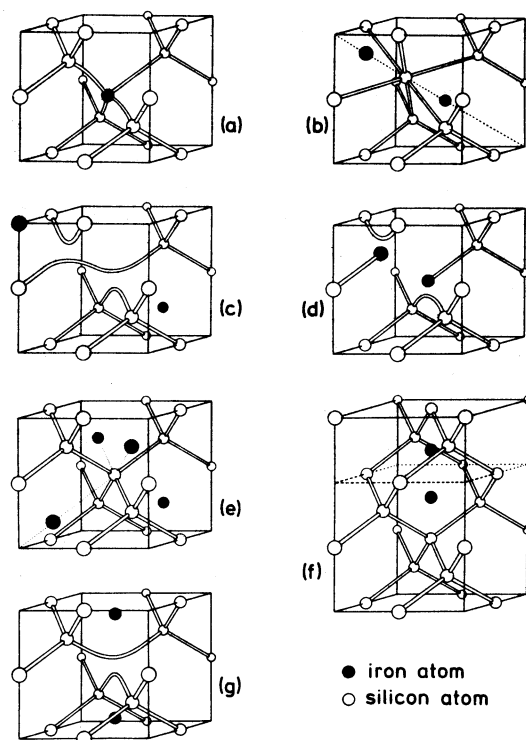 (a)
(b)
(c)
(d)
(e)
(f)
(g)
iron atom
silicon atom